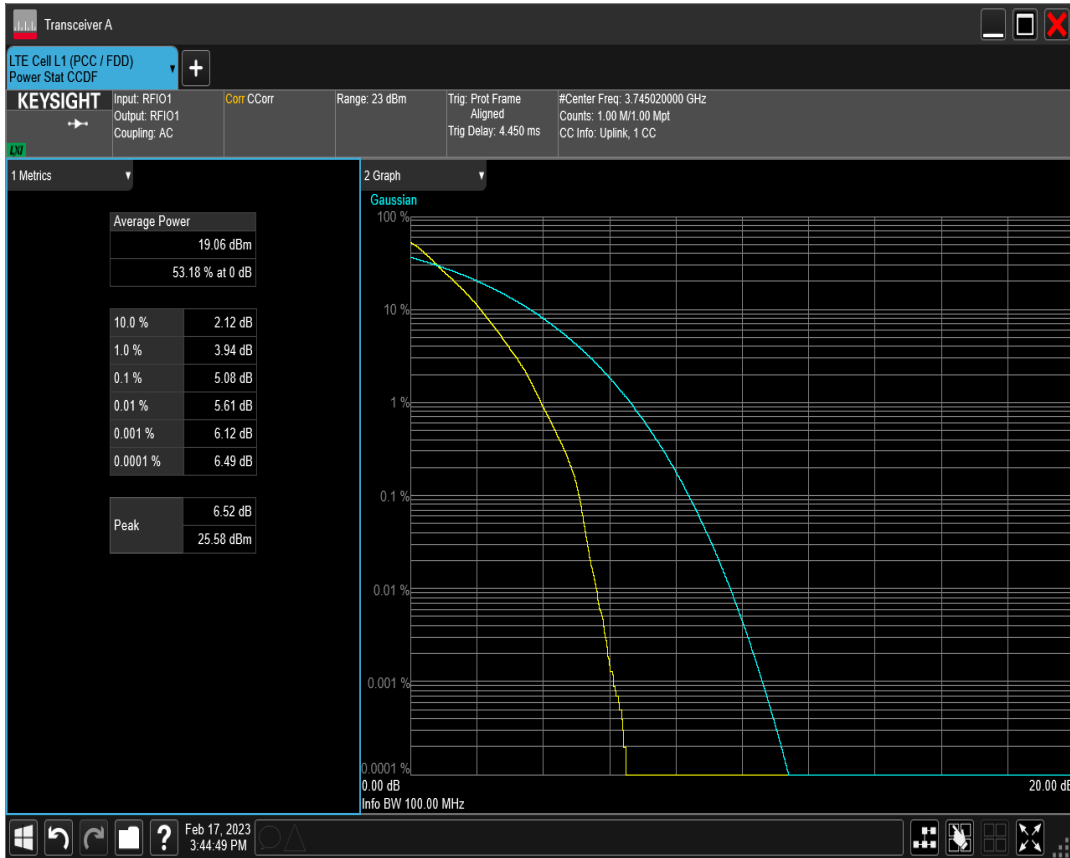 Transceiver A
LTE Cell L1 (PCC / FDD)
Power Stat CCDF
+
KEYSIGHT
LXI
Input: RFIO1
Output: RFIO1
Coupling: AC
Corr CCorr
Range: 23 dBm
Trig: Prot Frame
Aligned
Trig Delay: 4.450 ms
#Center Freq: 3.745020000 GHz
Counts: 1.00 M/1.00 Mpt
CC Info: Uplink, 1 CC
1 Metrics
Average Power
19.06 dBm
53.18 % at 0 dB
10.0 % 2.12 dB
1.0 % 3.94 dB
0.1 % 5.08 dB
0.01 % 5.61 dB
0.001 % 6.12 dB
0.0001 % 6.49 dB
Peak
6.52 dB
25.58 dBm
2 Graph
Gaussian
100 %
10 %
1 %
0.1 %
0.01 %
0.001 %
0.0001 %
0.00 dB
20.00 dB
Info BW 100.00 MHz
?
Feb 17, 2023
3:44:49 PM